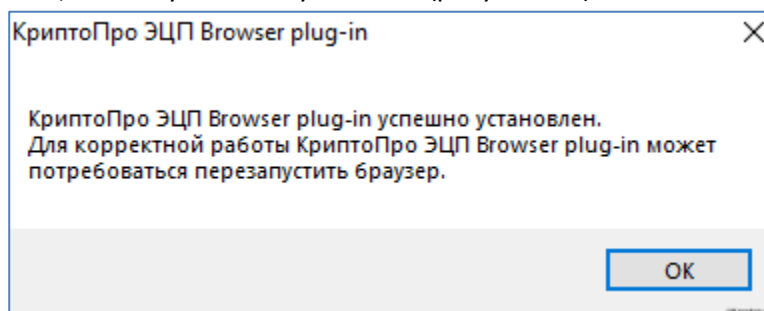 КриптоПро ЭЦП Browser plug-in
КриптоПро ЭЦП Browser plug-in успешно установлен.
Для корректной работы КриптоПро ЭЦП Browser plug-in может
потребоваться перезапустить браузер.
ОК